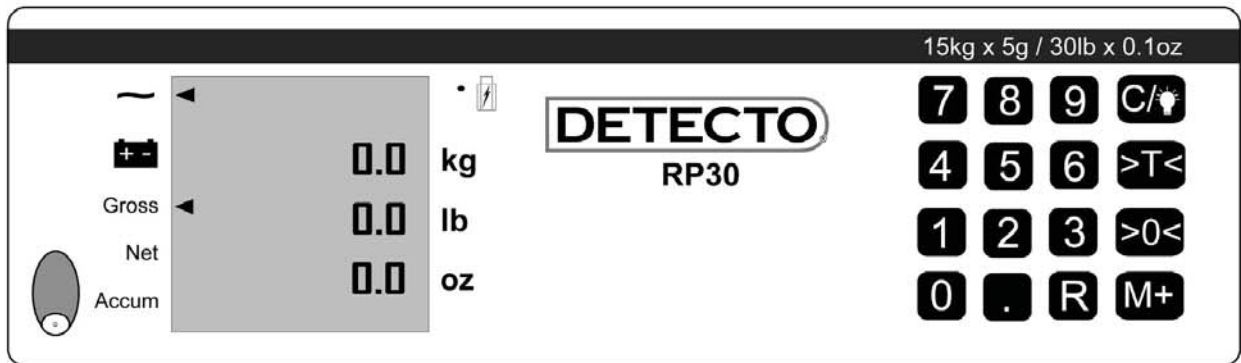 15kg x 5g / 30lb x 0.1oz
~
+ -
Gross
Net
Accum
0.0 kg
0.0 lb
0.0 oz
DETECTO
RP30
7 8 9 C/
4 5 6 >T<
1 2 3 >0<
0 . R M+